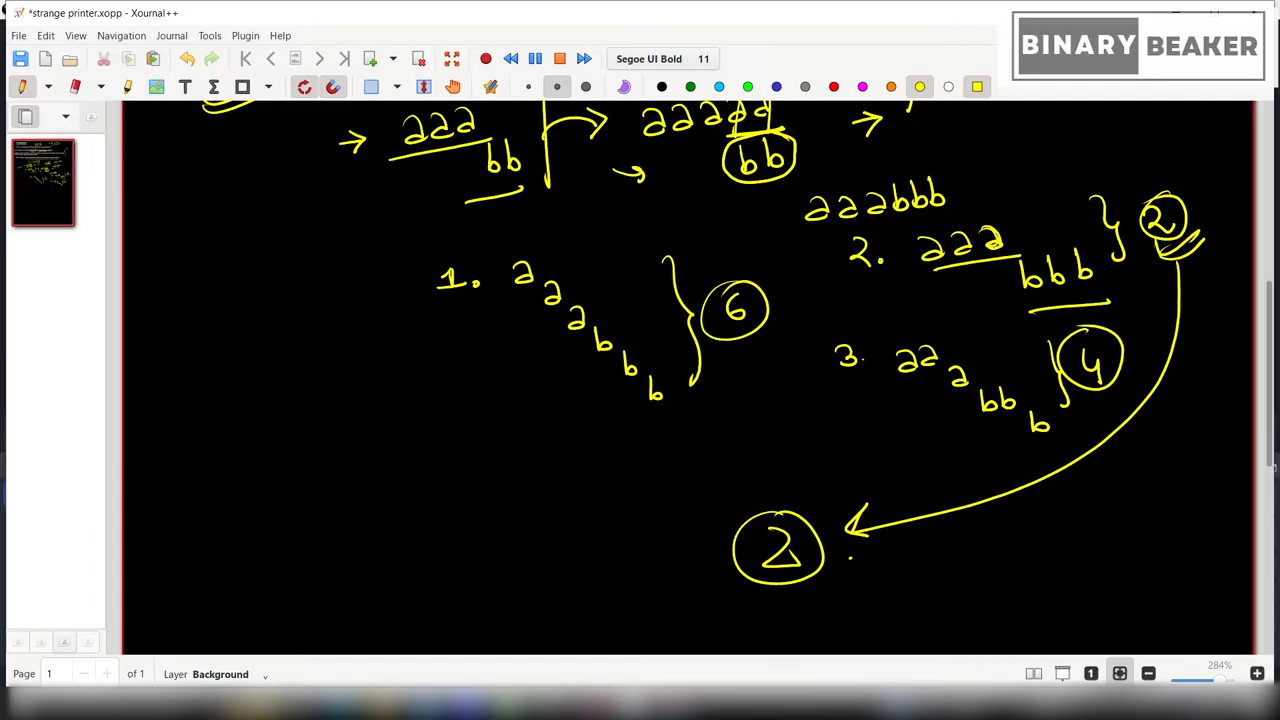 *strange printer.xopp - Xournal++
BINARY BEAKER
File Edit View Navigation Journal Tools Plugin Help
Segoe UI Bold 11
aaa
bb
bb
aaabbb
1. a
a
a
b
b
b
6
2. aaa
bbb
2
3. aa
a
bb
b
4
2
Page 1 of 1 Layer Background
1
284%